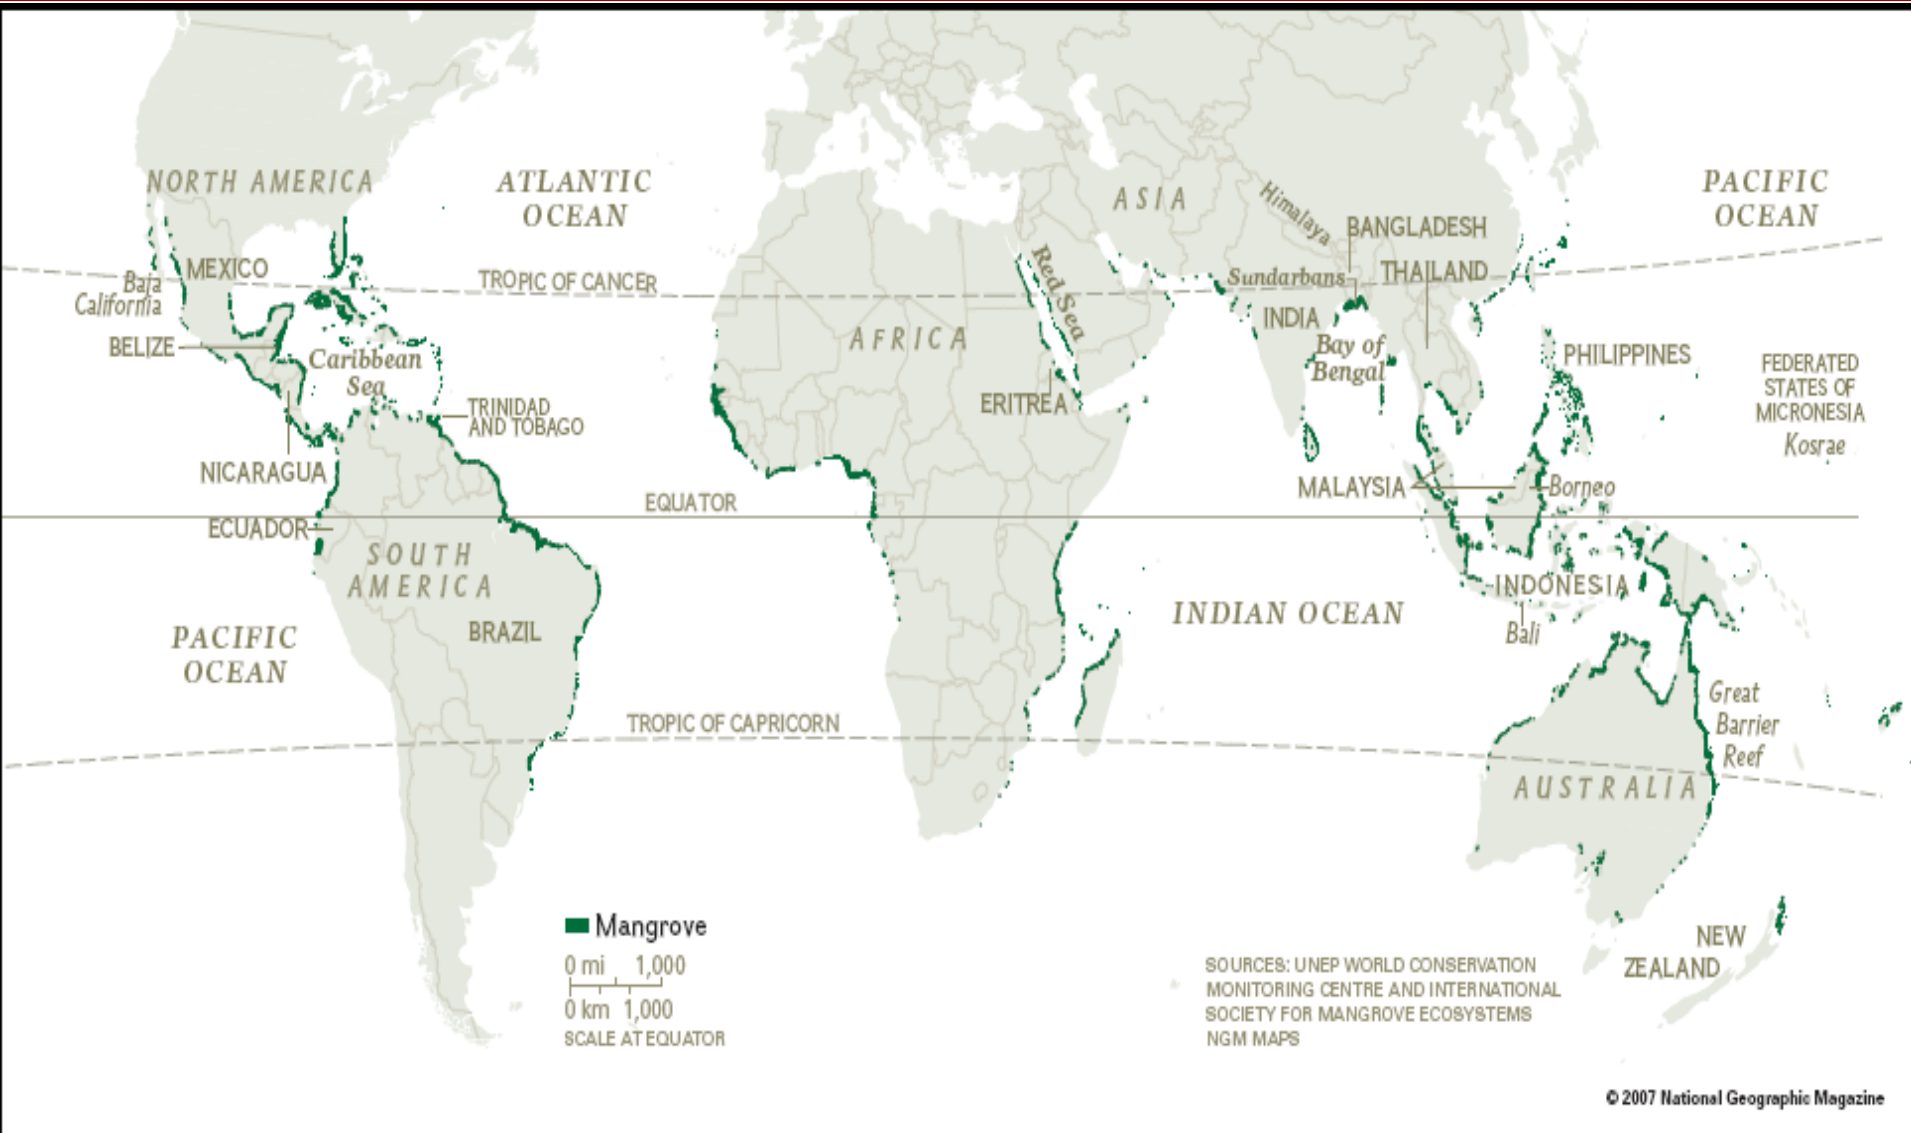 NORTH AMERICA
ATLANTIC
OCEAN
ASIA
Himalaya
PACIFIC
OCEAN
BANGLADESH
MEXICO
Baja
California
TROPIC OF CANCER
Red Sea
Sundarbans
THAILAND
INDIA
BELIZE
Caribbean
Sea
AFRICA
Bay of
Bengal
PHILIPPINES
FEDERATED
STATES OF
MICRONESIA
Kosrae
TRINIDAD
AND TOBAGO
ERITREA
NICARAGUA
MALAYSIA
Borneo
EQUATOR
ECUADOR
SOUTH
AMERICA
INDONESIA
INDIAN OCEAN
Bali
BRAZIL
PACIFIC
OCEAN
Great
Barrier
Reef
TROPIC OF CAPRICORN
AUSTRALIA
Mangrove
0 mi 1,000
0 km 1,000
SCALE AT EQUATOR
NEW
ZEALAND
SOURCES: UNEP WORLD CONSERVATION
MONITORING CENTRE AND INTERNATIONAL
SOCIETY FOR MANGROVE ECOSYSTEMS
NGM MAPS
© 2007 National Geographic Magazine